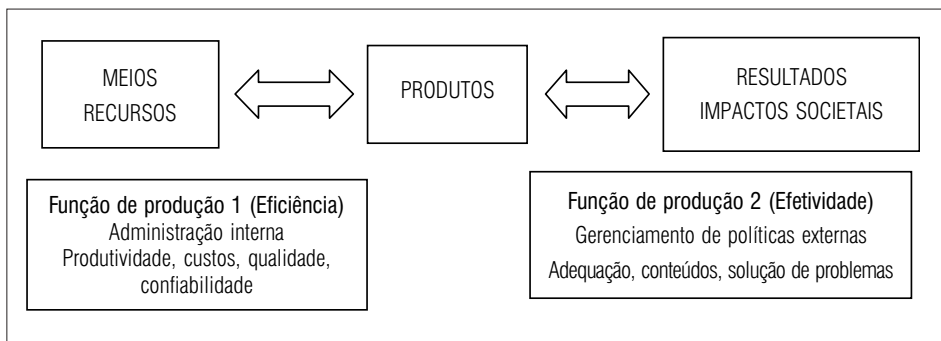 MEIOS
RECURSOS
PRODUTOS
RESULTADOS
IMPACTOS SOCIETAIS
Função de produção 1 (Eficiência)
Administração interna
Produtividade, custos, qualidade,
confiabilidade
Função de produção 2 (Efetividade)
Gerenciamento de políticas externas
Adequação, conteúdos, solução de problemas